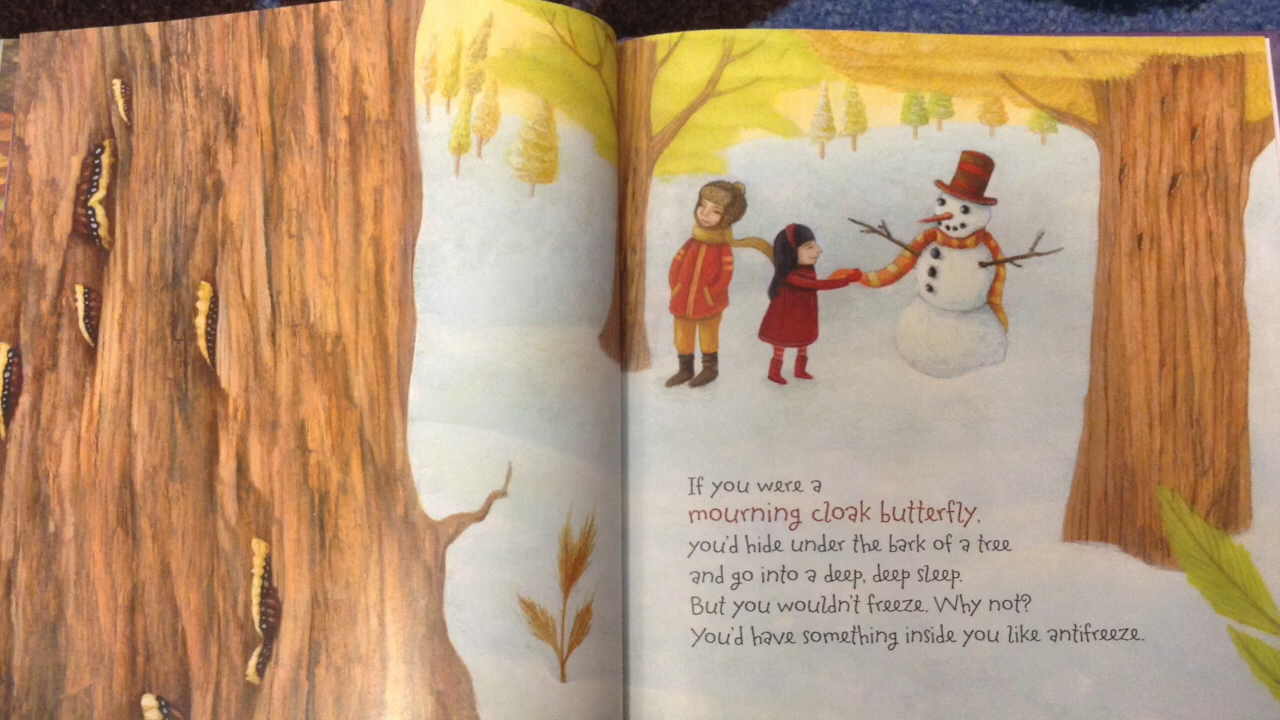 If you were a
mourning cloak butterfly,
you'd hide under the bark of a tree
and go into a deep, deep sleep.
But you wouldn't freeze. Why not?
You'd have something inside you like antifreeze.